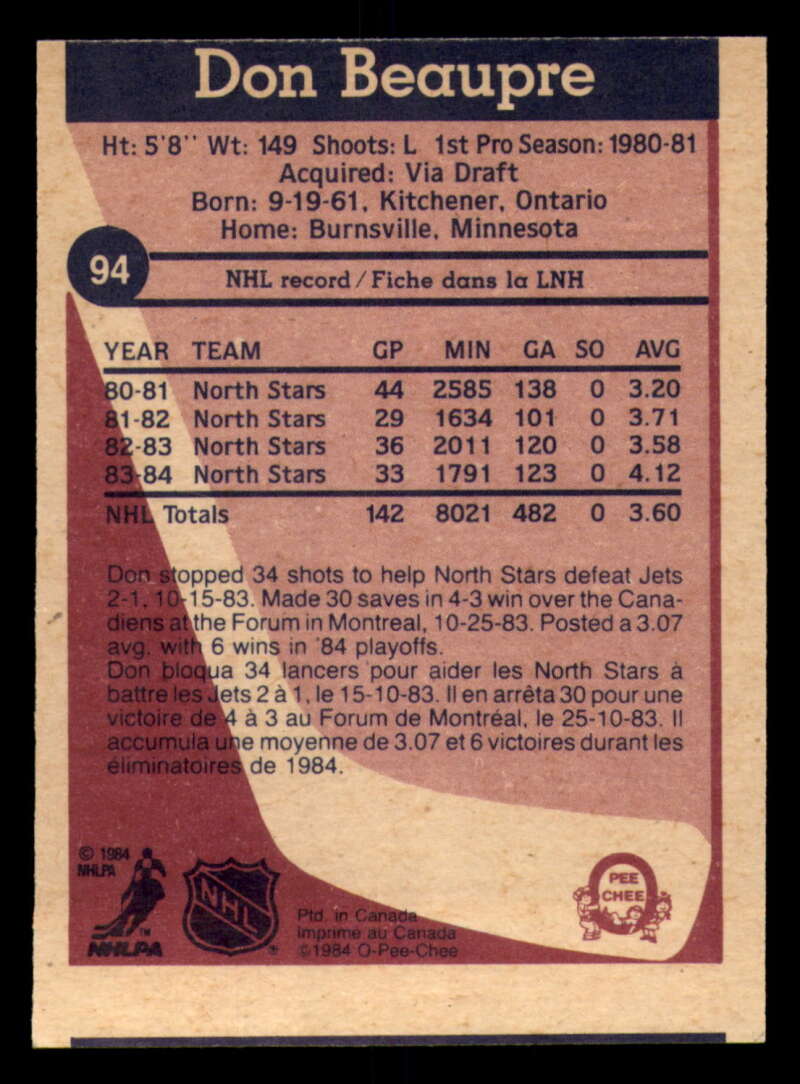 Don Beaupre
Ht: 5'8'' Wt: 149 Shoots: L 1st Pro Season: 1980-81
Acquired: Via Draft
Born: 9-19-61, Kitchener, Ontario
Home: Burnsville, Minnesota
94
NHL record / Fiche dans la LNH
YEAR TEAM GP MIN GA SO AVG
80-81 North Stars 44 2585 138 0 3.20
81-82 North Stars 29 1634 101 0 3.71
82-83 North Stars 36 2011 120 0 3.58
83-84 North Stars 33 1791 123 0 4.12
NHL Totals 142 8021 482 0 3.60
Don stopped 34 shots to help North Stars defeat Jets
2-1, 10-15-83. Made 30 saves in 4-3 win over the Cana-
diens at the Forum in Montreal, 10-25-83. Posted a 3.07
avg. with 6 wins in '84 playoffs.
Don bloqua 34 lancers pour aider les North Stars à
battre les Jets 2 à 1, le 15-10-83. Il en arrêta 30 pour une
victoire de 4 à 3 au Forum de Montréal, le 25-10-83. Il
accumula une moyenne de 3.07 et 6 victoires durant les
éliminatoires de 1984.
© 1984
NHLPA
TM
NHLPA
NHL
®
Ptd. in Canada
Imprimé au Canada
©1984 O-Pee-Chee
PEE
CHEE